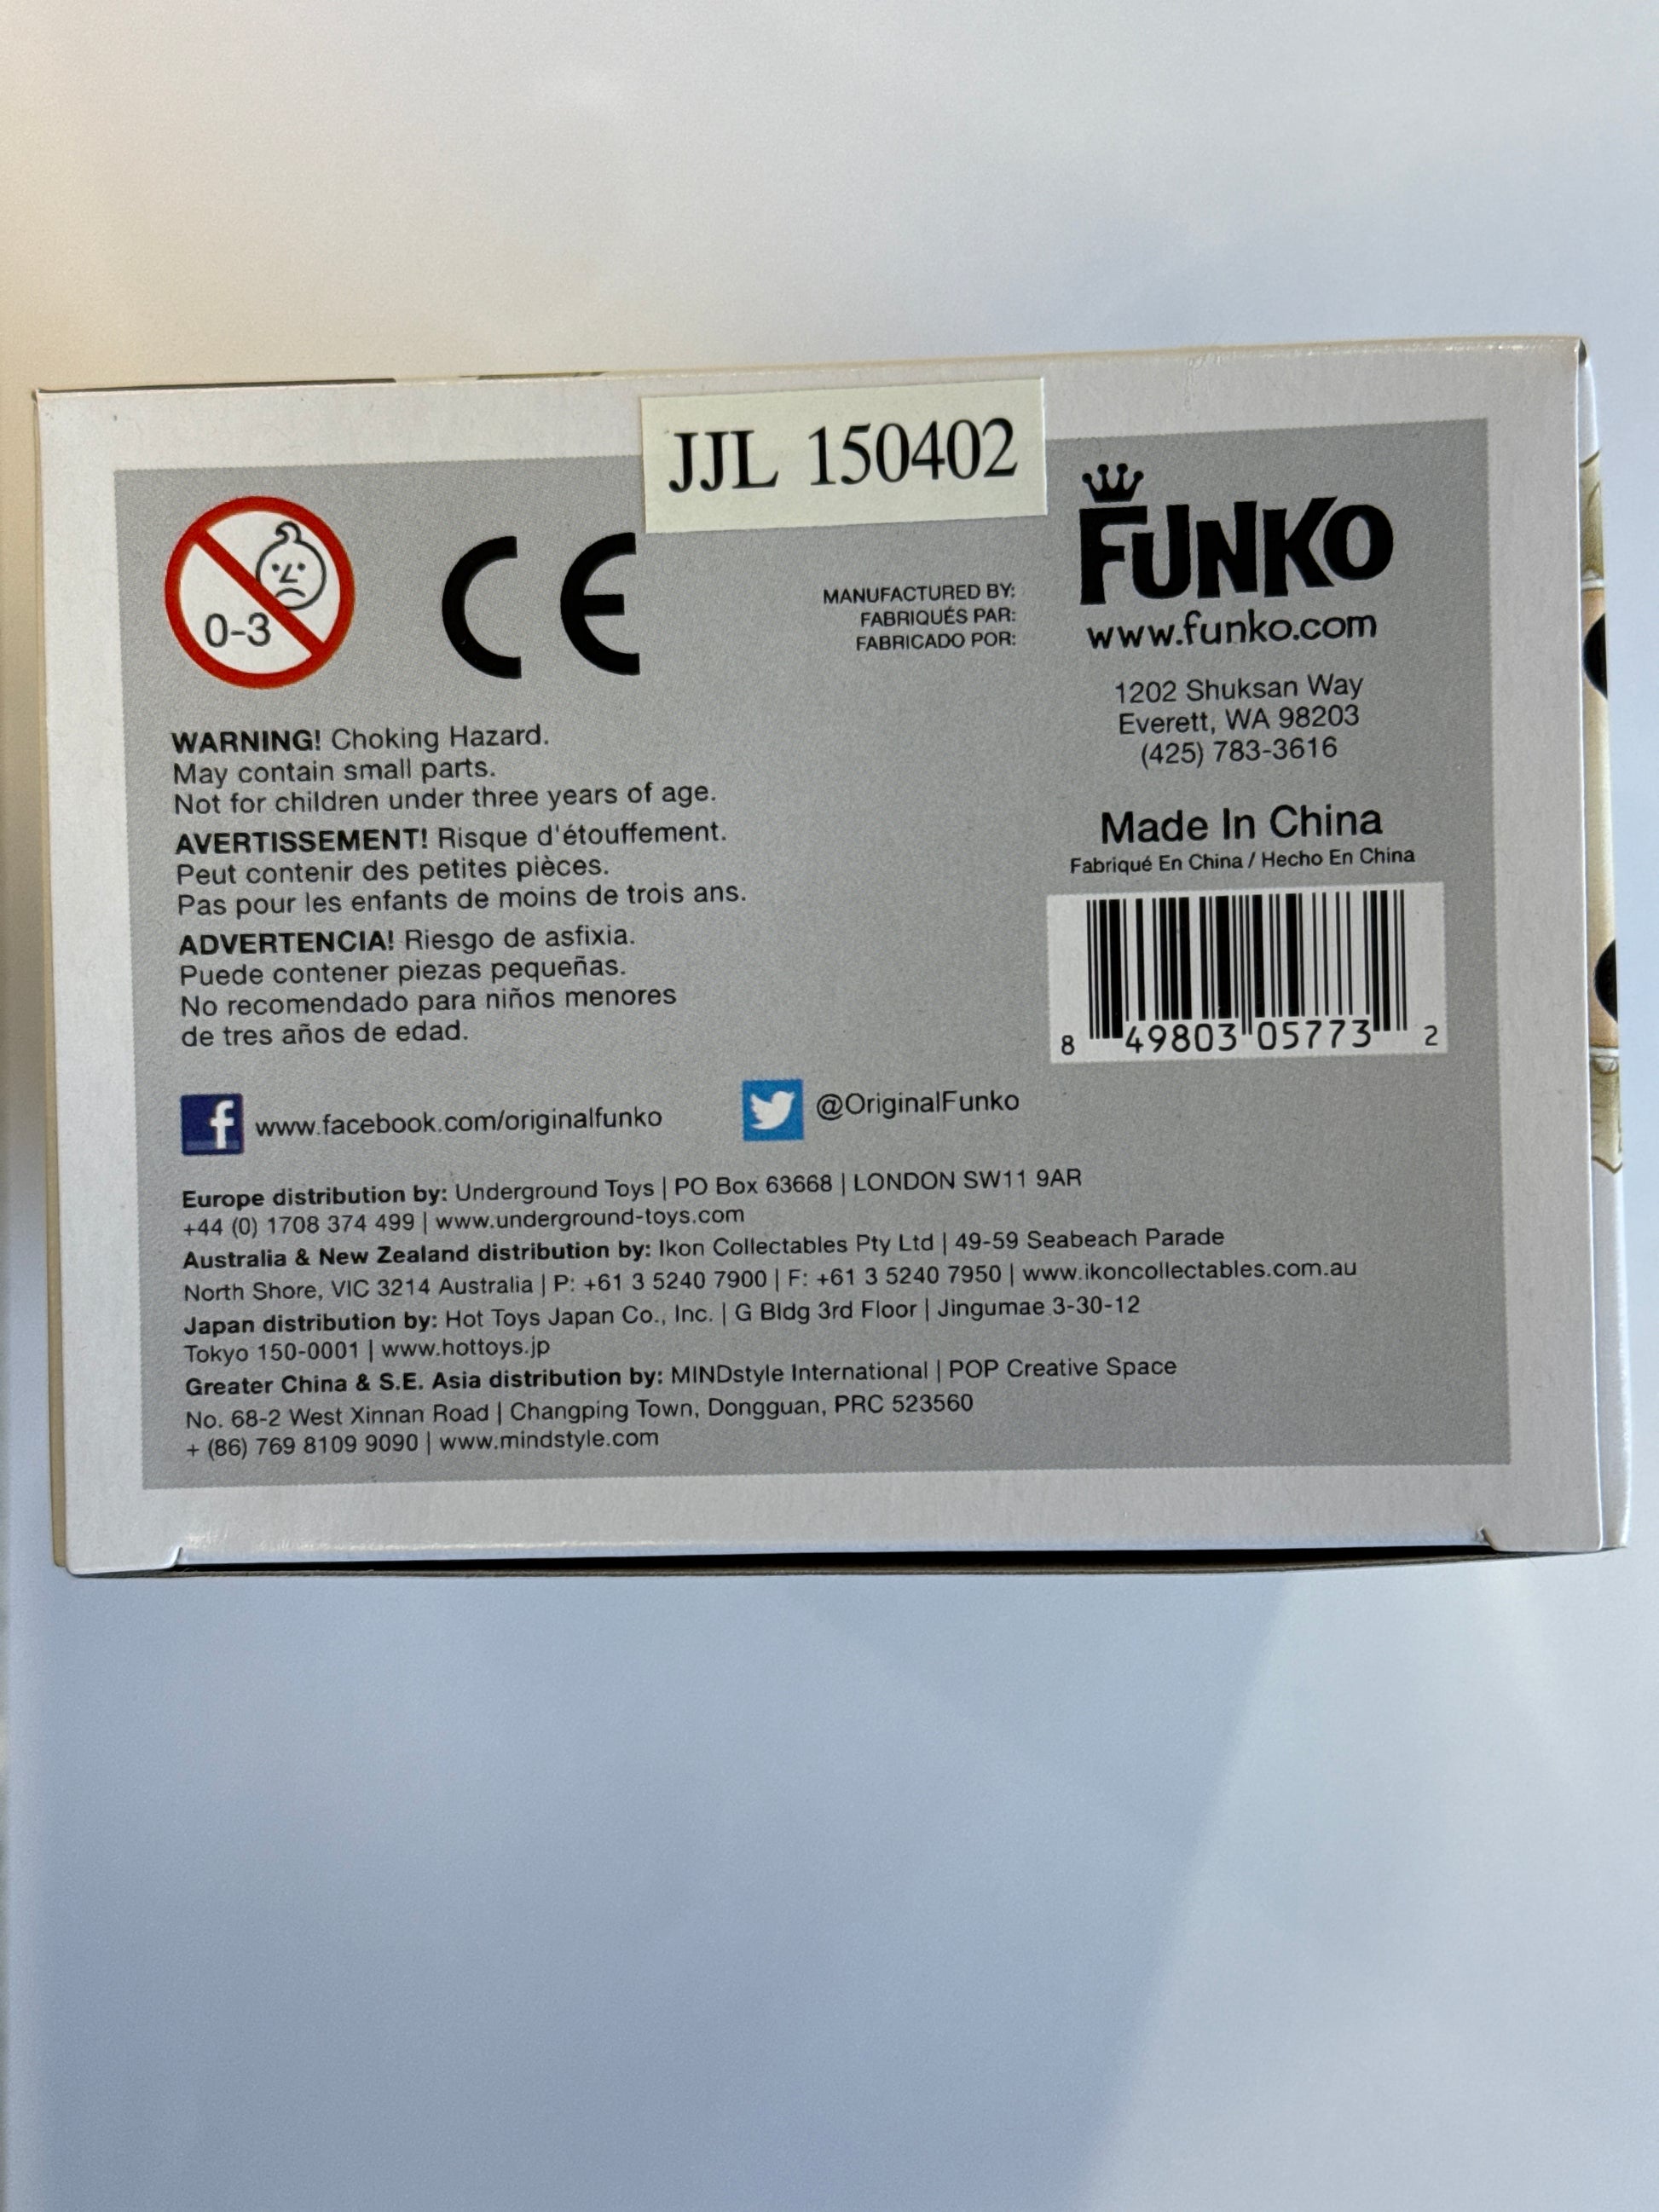 JJL 150402
0-3
CE
MANUFACTURED BY:
FABRIQUÉS PAR:
FABRICADO POR:
FUNKO
www.funko.com
1202 Shuksan Way
Everett, WA 98203
(425) 783-3616
Made In China
Fabriqué En China / Hecho En China
8 49803 05773 2
WARNING! Choking Hazard.
May contain small parts.
Not for children under three years of age.
AVERTISSEMENT! Risque d'étouffement.
Peut contenir des petites pièces.
Pas pour les enfants de moins de trois ans.
ADVERTENCIA! Riesgo de asfixia.
Puede contener piezas pequeñas.
No recomendado para niños menores
de tres años de edad.
f www.facebook.com/originalfunko
@OriginalFunko
Europe distribution by: Underground Toys | PO Box 63668 | LONDON SW11 9AR
+44 (0) 1708 374 499 | www.underground-toys.com
Australia & New Zealand distribution by: Ikon Collectables Pty Ltd | 49-59 Seabeach Parade
North Shore, VIC 3214 Australia | P: +61 3 5240 7900 | F: +61 3 5240 7950 | www.ikoncollectables.com.au
Japan distribution by: Hot Toys Japan Co., Inc. | G Bldg 3rd Floor | Jingumae 3-30-12
Tokyo 150-0001 | www.hottoys.jp
Greater China & S.E. Asia distribution by: MINDstyle International | POP Creative Space
No. 68-2 West Xinnan Road | Changping Town, Dongguan, PRC 523560
+ (86) 769 8109 9090 | www.mindstyle.com